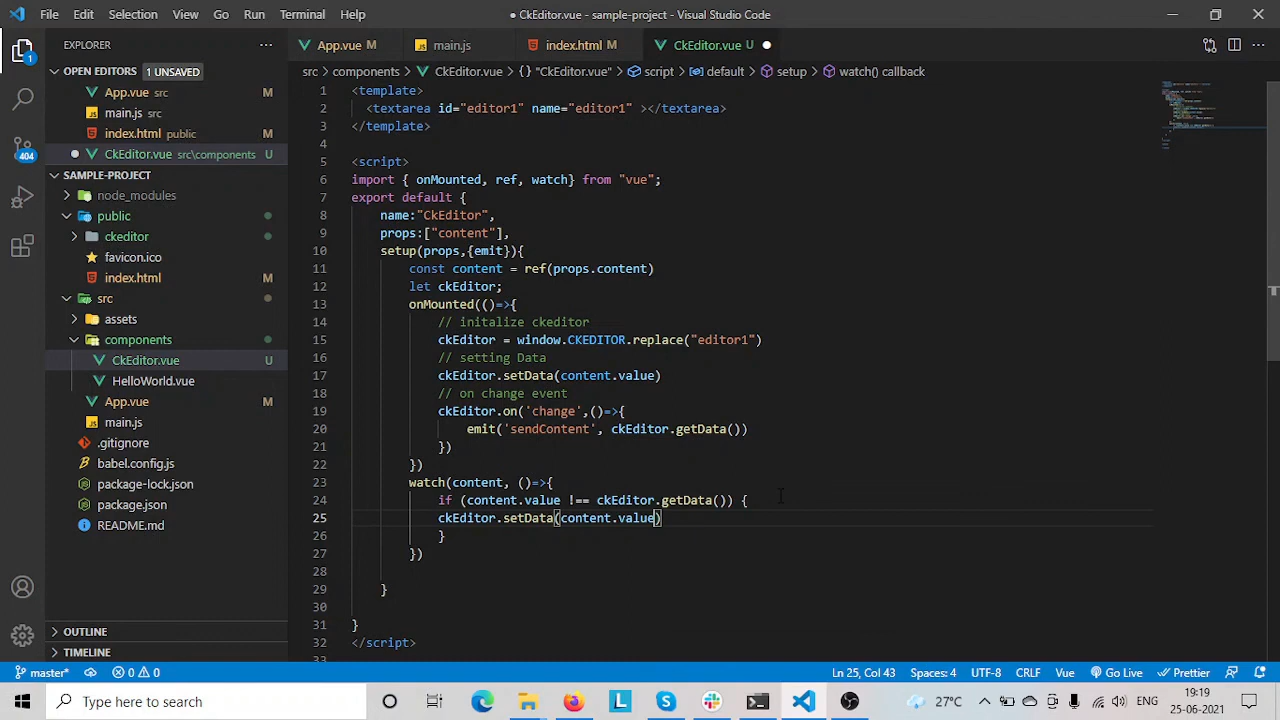 File Edit Selection View Go Run Terminal Help
● CkEditor.vue - sample-project - Visual Studio Code
EXPLORER
App.vue M
main.js
index.html M
CkEditor.vue U
OPEN EDITORS 1 UNSAVED
App.vue src M
main.js src
index.html public M
CkEditor.vue src\components U
SAMPLE-PROJECT
node_modules
public
ckeditor
favicon.ico
index.html M
src
assets
components
CkEditor.vue U
HelloWorld.vue
App.vue M
main.js
.gitignore
babel.config.js
package-lock.json
package.json
README.md
OUTLINE
TIMELINE
1
404
src > components > CkEditor.vue > {} "CkEditor.vue" > script > default > setup > watch() callback
1 <template>
2 <textarea id="editor1" name="editor1" ></textarea>
3 </template>
4
5 <script>
6 import { onMounted, ref, watch} from "vue";
7 export default {
8 name:"CkEditor",
9 props:["content"],
10 setup(props,{emit}){
11 const content = ref(props.content)
12 let ckEditor;
13 onMounted(()=>{
14 // initalize ckeditor
15 ckEditor = window.CKEDITOR.replace("editor1")
16 // setting Data
17 ckEditor.setData(content.value)
18 // on change event
19 ckEditor.on('change',()=>{
20 emit('sendContent', ckEditor.getData())
21 })
22 })
23 watch(content, ()=>{
24 if (content.value !== ckEditor.getData()) {
25 ckEditor.setData(content.value)
26 }
27 })
28
29 }
30
31 }
32 </script>
33
master* 0 0
Ln 25, Col 43 Spaces: 4 UTF-8 CRLF Vue Go Live Prettier
Type here to search
27°C
19:19
25-06-2021